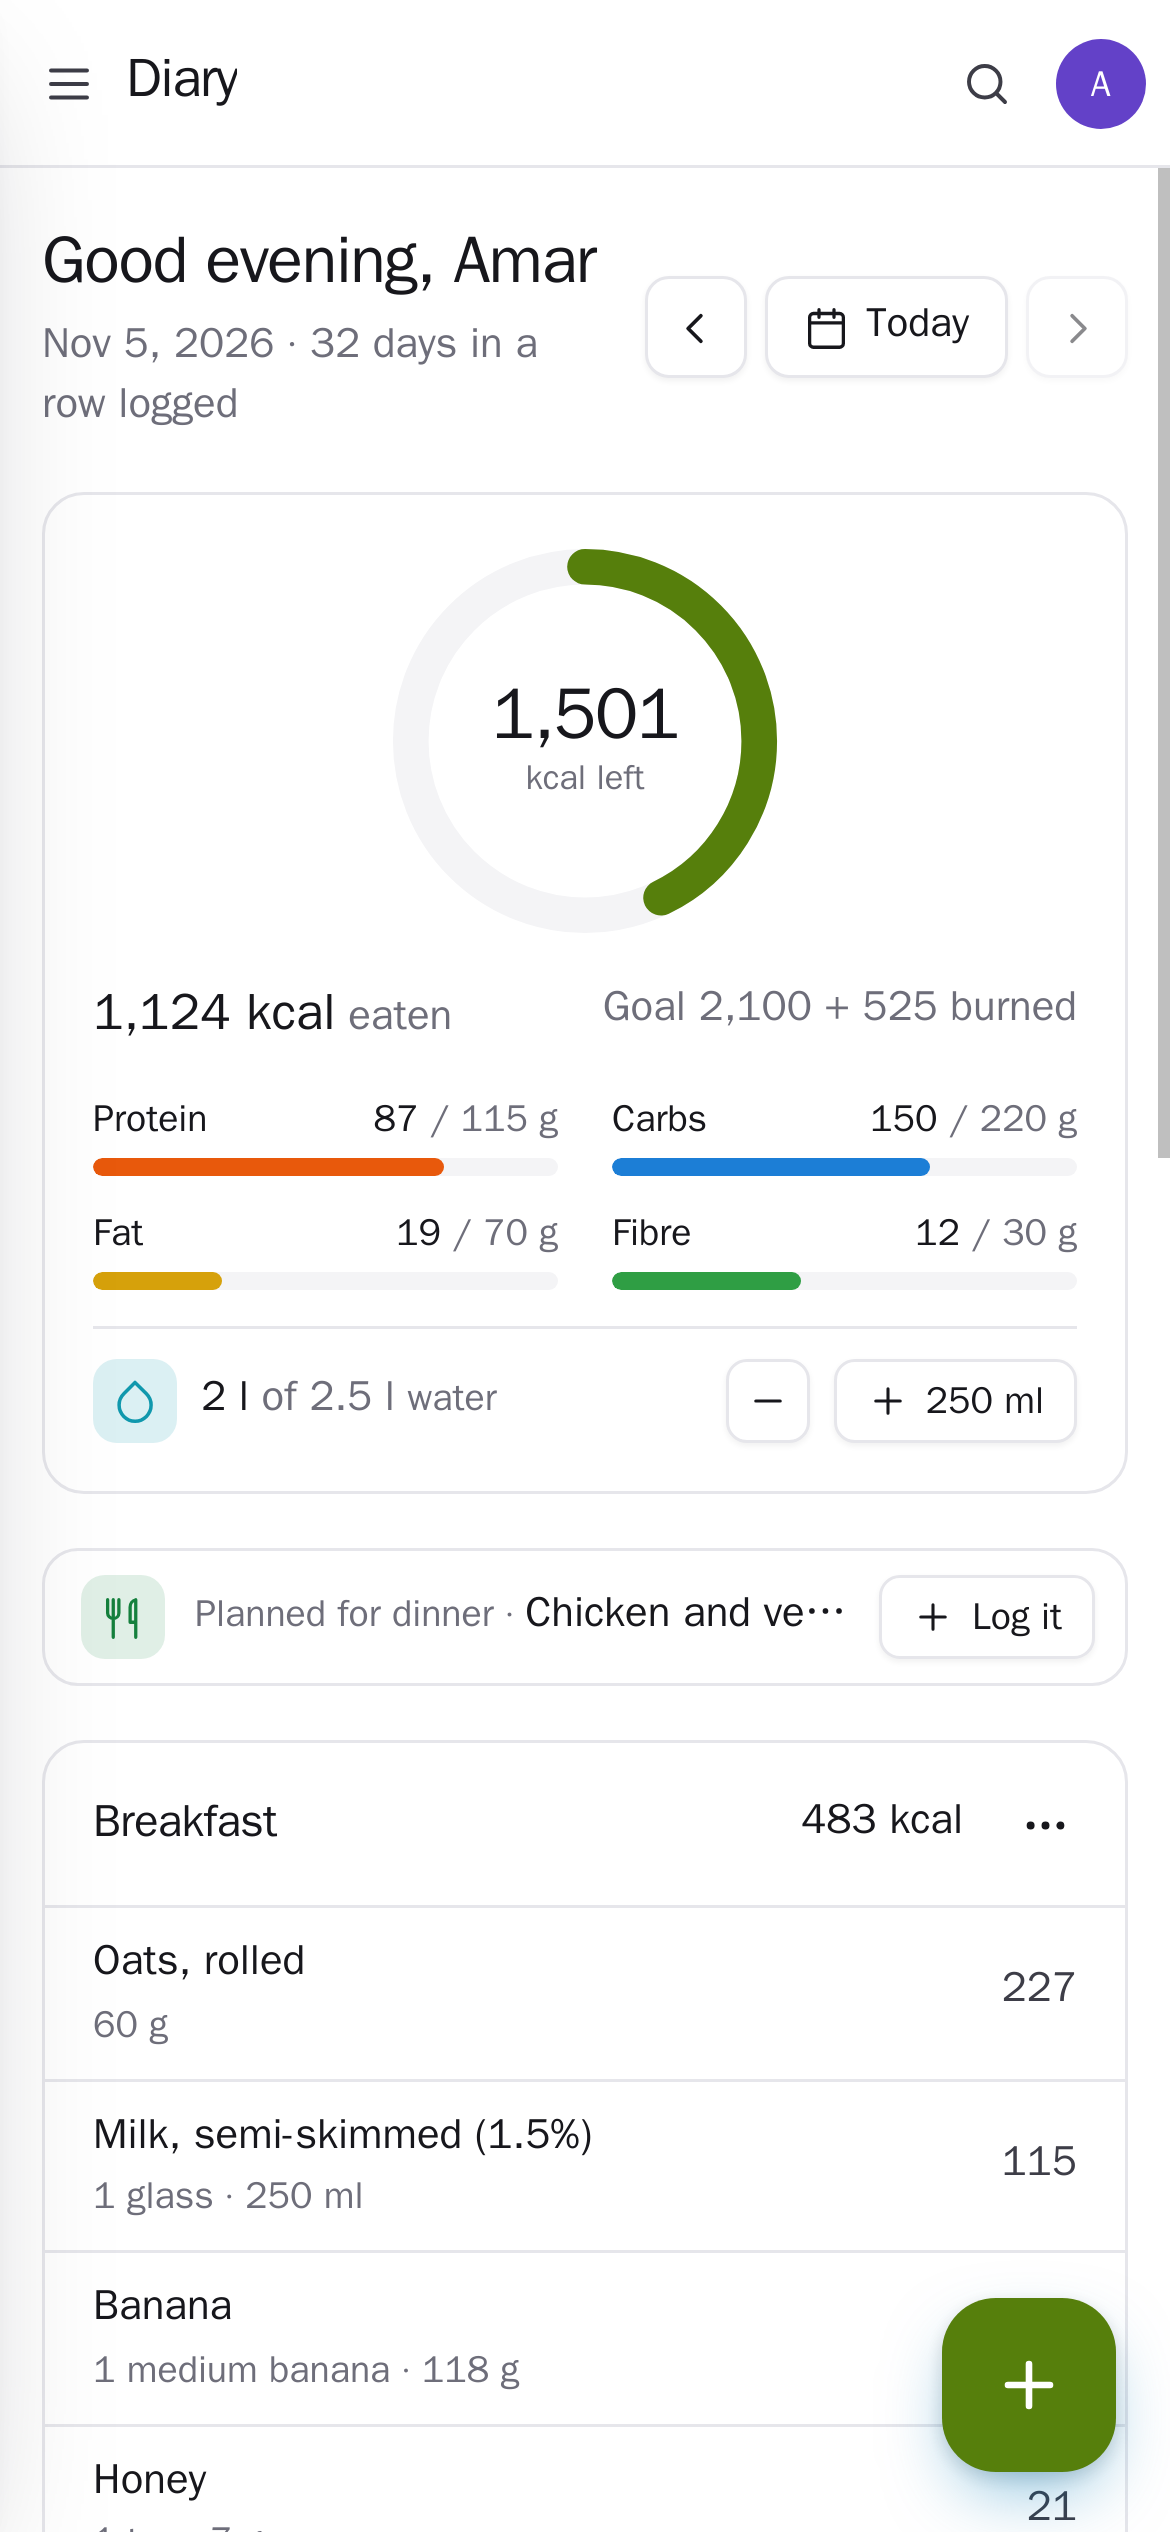 Diary
A
Good evening, Amar
Nov 5, 2026 · 32 days in a
row logged
Today
1,501
kcal left
1,124 kcal eaten
Goal 2,100 + 525 burned
Protein 87 / 115 g
Carbs 150 / 220 g
Fat 19 / 70 g
Fibre 12 / 30 g
2 l of 2.5 l water
250 ml
Planned for dinner · Chicken and ve…
Log it
Breakfast
483 kcal
Oats, rolled
60 g
227
Milk, semi-skimmed (1.5%)
1 glass · 250 ml
115
Banana
1 medium banana · 118 g
Honey
21